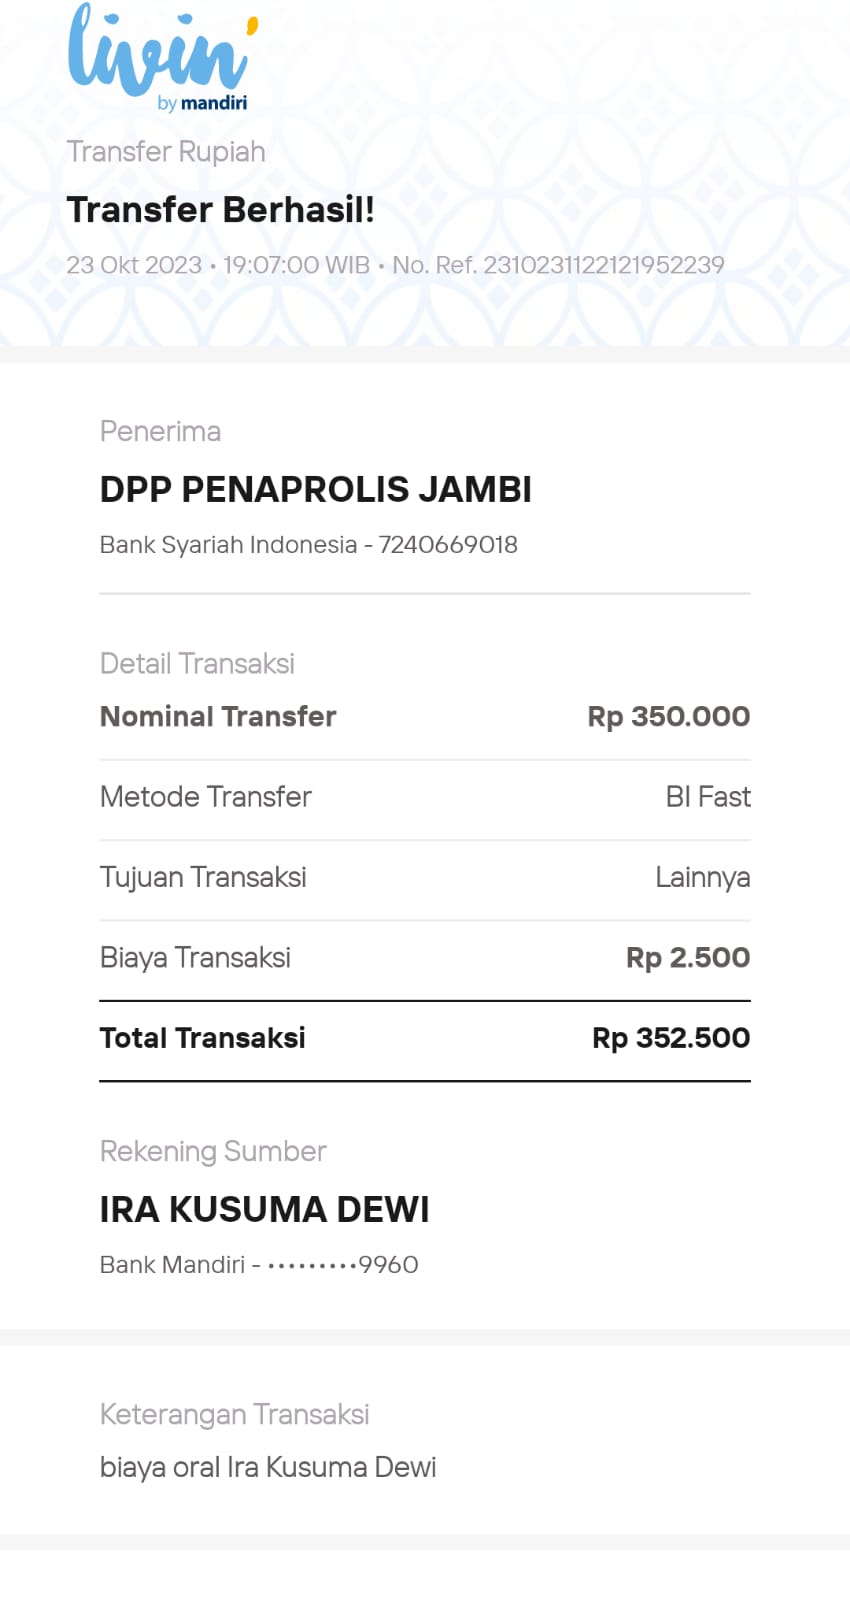 livin'
by mandiri
Transfer Rupiah
Transfer Berhasil!
23 Okt 2023 • 19:07:00 WIB • No. Ref. 2310231122121952239
Penerima
DPP PENAPROLIS JAMBI
Bank Syariah Indonesia - 7240669018
Detail Transaksi
Nominal Transfer Rp 350.000
Metode Transfer BI Fast
Tujuan Transaksi Lainnya
Biaya Transaksi Rp 2.500
Total Transaksi Rp 352.500
Rekening Sumber
IRA KUSUMA DEWI
Bank Mandiri - •••••••••9960
Keterangan Transaksi
biaya oral Ira Kusuma Dewi